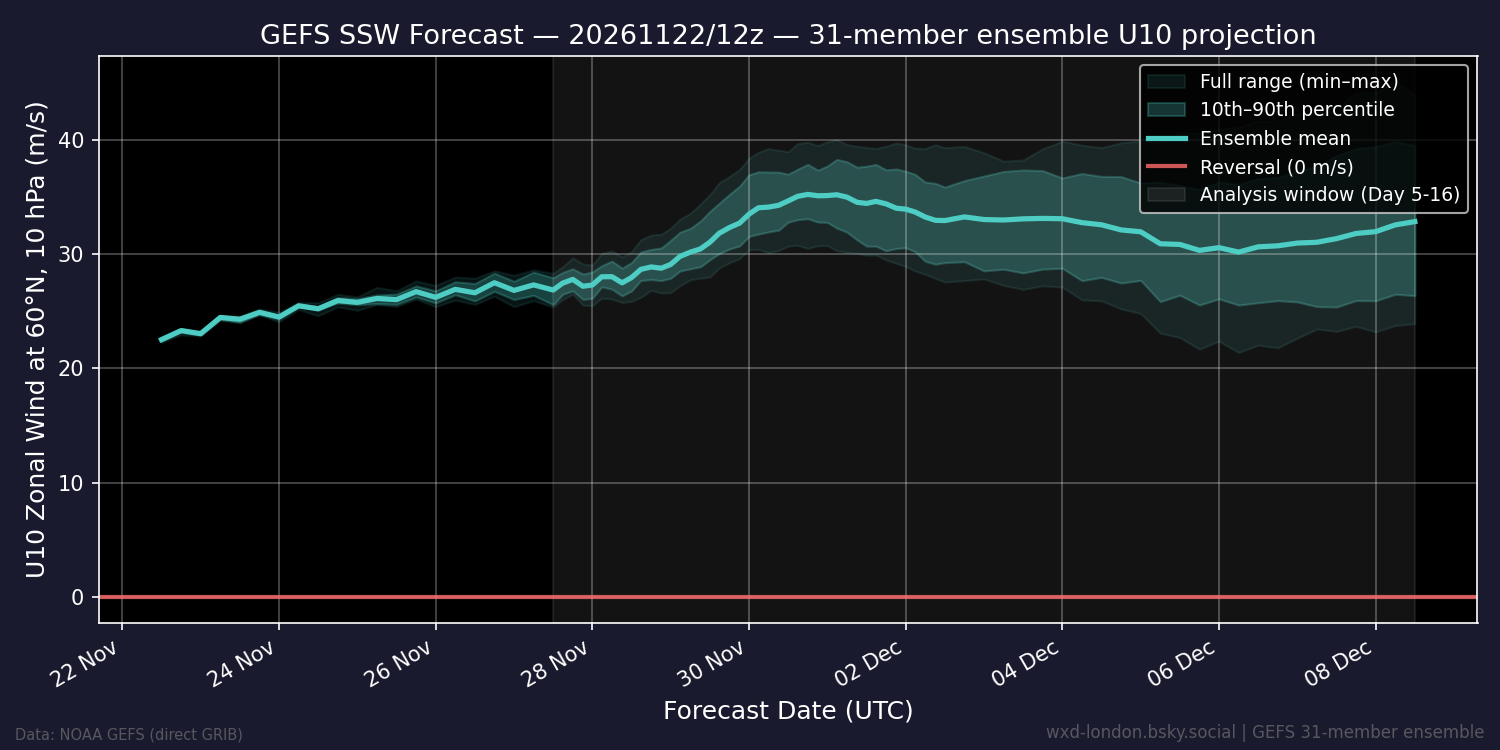 GEFS SSW Forecast — 20261122/12z — 31-member ensemble U10 projection
U10 Zonal Wind at 60°N, 10 hPa (m/s)
40
30
20
10
0
Full range (min–max)
10th–90th percentile
Ensemble mean
Reversal (0 m/s)
Analysis window (Day 5-16)
22 Nov
24 Nov
26 Nov
28 Nov
30 Nov
02 Dec
04 Dec
06 Dec
08 Dec
Forecast Date (UTC)
Data: NOAA GEFS (direct GRIB)
wxd-london.bsky.social | GEFS 31-member ensemble